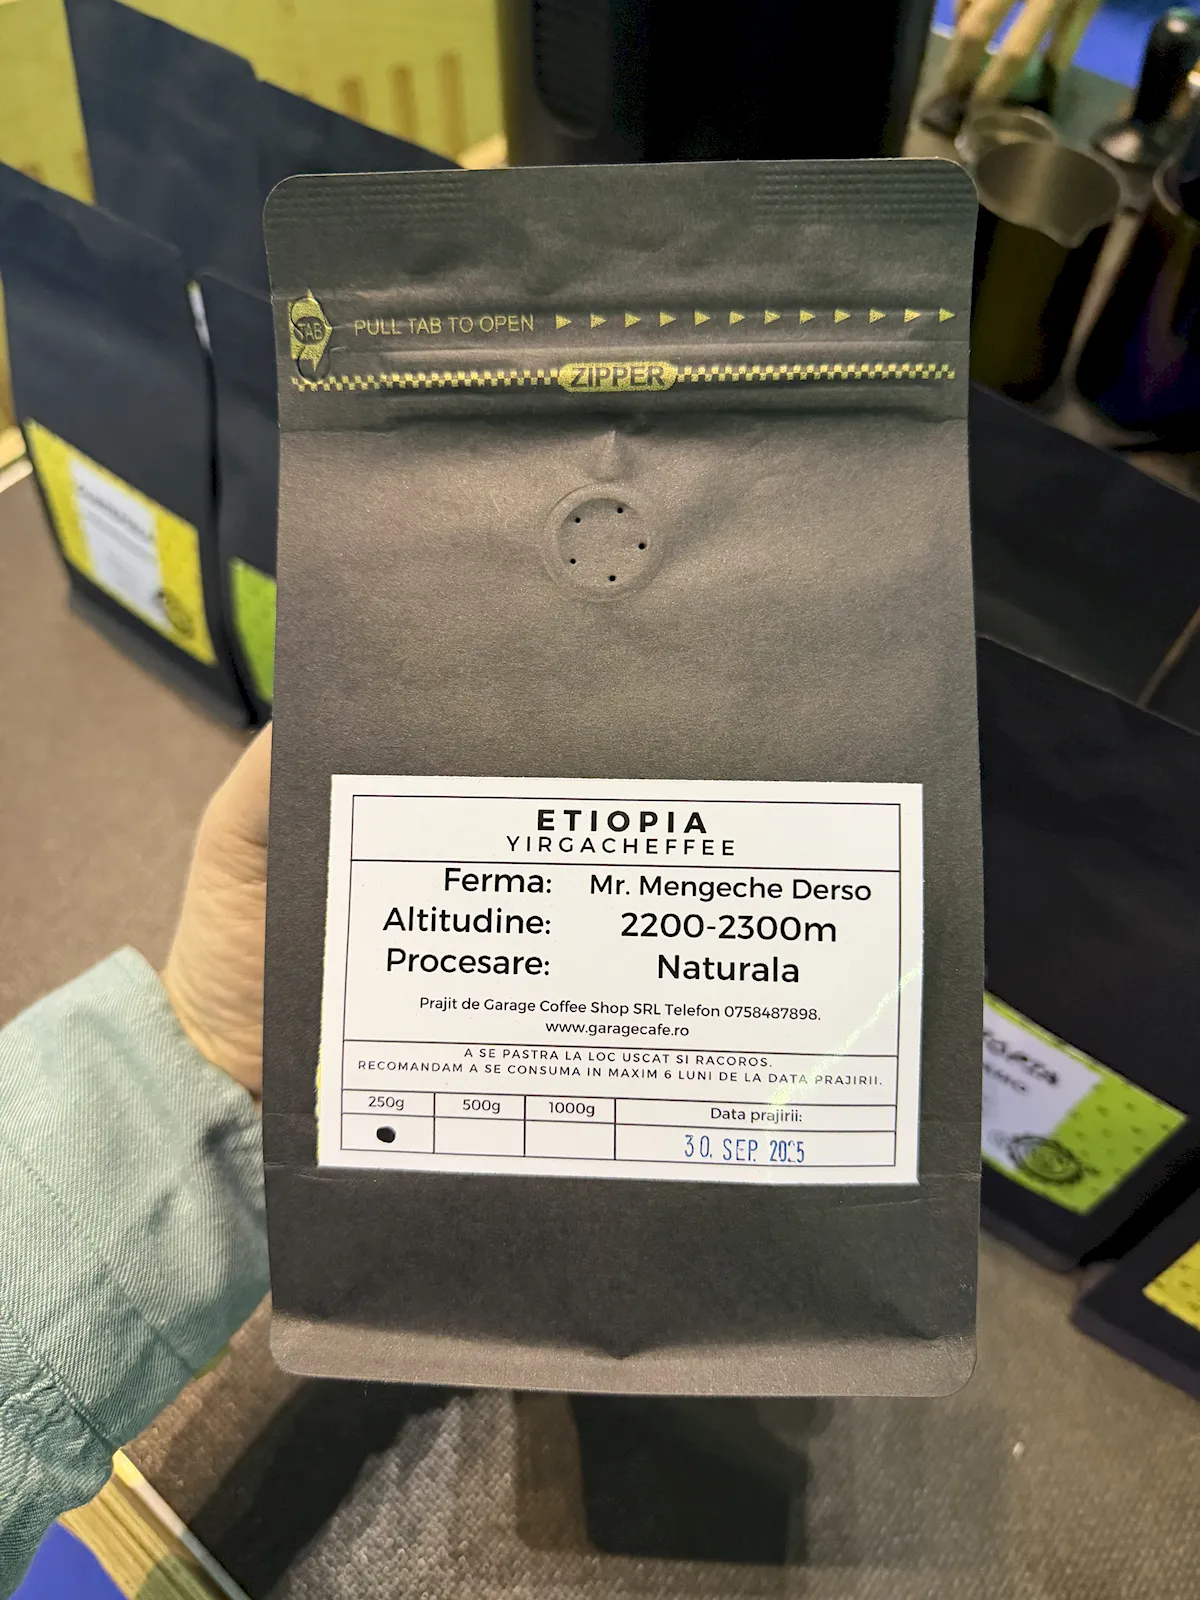 TAB PULL TAB TO OPEN
ZIPPER
ETIOPIA
YIRGACHEFFEE
Ferma: Mr. Mengeche Derso
Altitudine: 2200-2300m
Procesare: Naturala
Prajit de Garage Coffee Shop SRL Telefon 0758487898.
www.garagecafe.ro
A SE PASTRA LA LOC USCAT SI RACOROS.
RECOMANDAM A SE CONSUMA IN MAXIM 6 LUNI DE LA DATA PRAJIRII.
250g 500g 1000g Data prajirii:
30. SEP. 2025